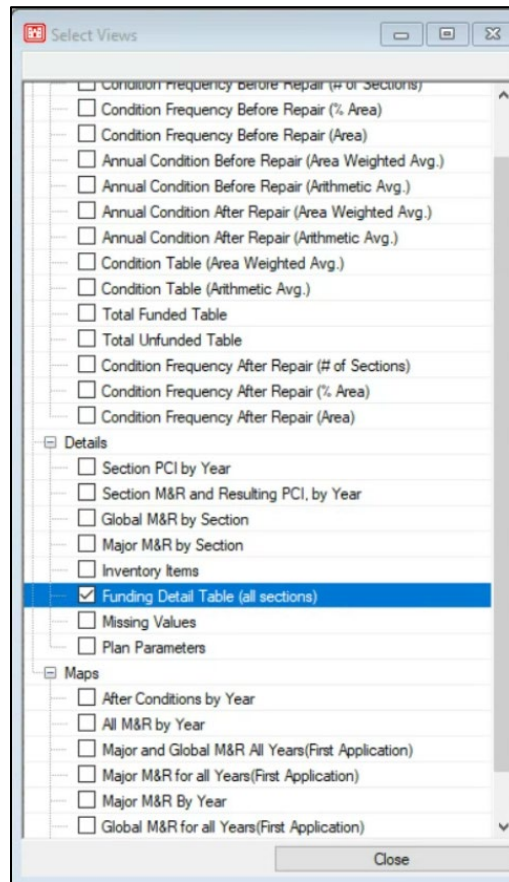 Select Views
Condition Frequency Before Repair (# of Sections)
Condition Frequency Before Repair (% Area)
Condition Frequency Before Repair (Area)
Annual Condition Before Repair (Area Weighted Avg.)
Annual Condition Before Repair (Arithmetic Avg.)
Annual Condition After Repair (Area Weighted Avg.)
Annual Condition After Repair (Arithmetic Avg.)
Condition Table (Area Weighted Avg.)
Condition Table (Arithmetic Avg.)
Total Funded Table
Total Unfunded Table
Condition Frequency After Repair (# of Sections)
Condition Frequency After Repair (% Area)
Condition Frequency After Repair (Area)
Details
Section PCI by Year
Section M&R and Resulting PCI, by Year
Global M&R by Section
Major M&R by Section
Inventory Items
Funding Detail Table (all sections)
Missing Values
Plan Parameters
Maps
After Conditions by Year
All M&R by Year
Major and Global M&R All Years(First Application)
Major M&R for all Years(First Application)
Major M&R By Year
Global M&R for all Years(First Application)
Close